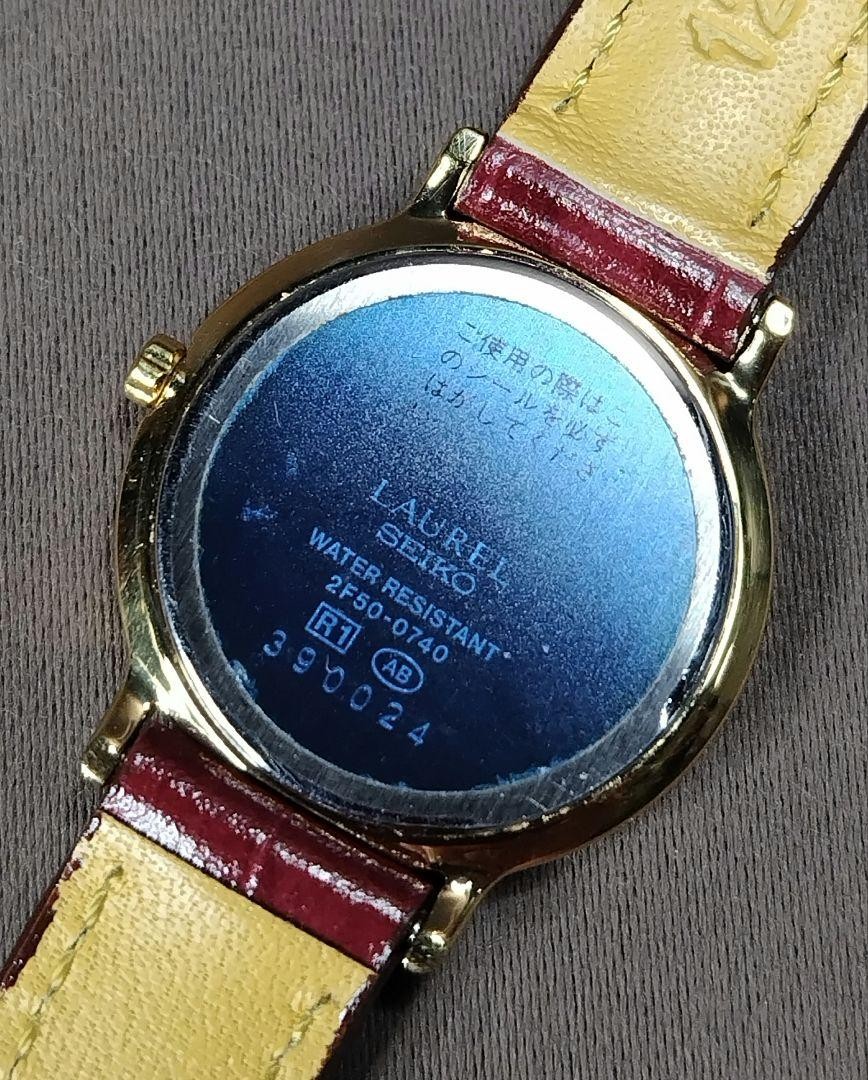 12
ご使用の際はこ
のシールを必ず
はがしてくださ
LAUREL
SEIKO
WATER RESISTANT
2F50-0740
R1 AB
390024